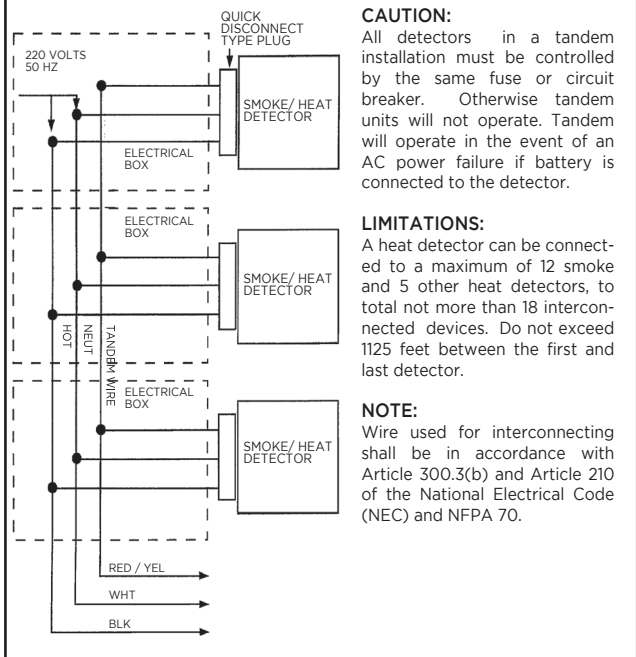 QUICK
DISCONNECT
TYPE PLUG
220 VOLTS
50 HZ
SMOKE/ HEAT
DETECTOR
ELECTRICAL
BOX
ELECTRICAL
BOX
SMOKE/ HEAT
DETECTOR
HOT
NEUT
TANDEM WIRE
ELECTRICAL
BOX
SMOKE/ HEAT
DETECTOR
RED / YEL
WHT
BLK
CAUTION:
All detectors in a tandem
installation must be controlled
by the same fuse or circuit
breaker. Otherwise tandem
units will not operate. Tandem
will operate in the event of an
AC power failure if battery is
connected to the detector.
LIMITATIONS:
A heat detector can be connect-
ed to a maximum of 12 smoke
and 5 other heat detectors, to
total not more than 18 intercon-
nected devices. Do not exceed
1125 feet between the first and
last detector.
NOTE:
Wire used for interconnecting
shall be in accordance with
Article 300.3(b) and Article 210
of the National Electrical Code
(NEC) and NFPA 70.